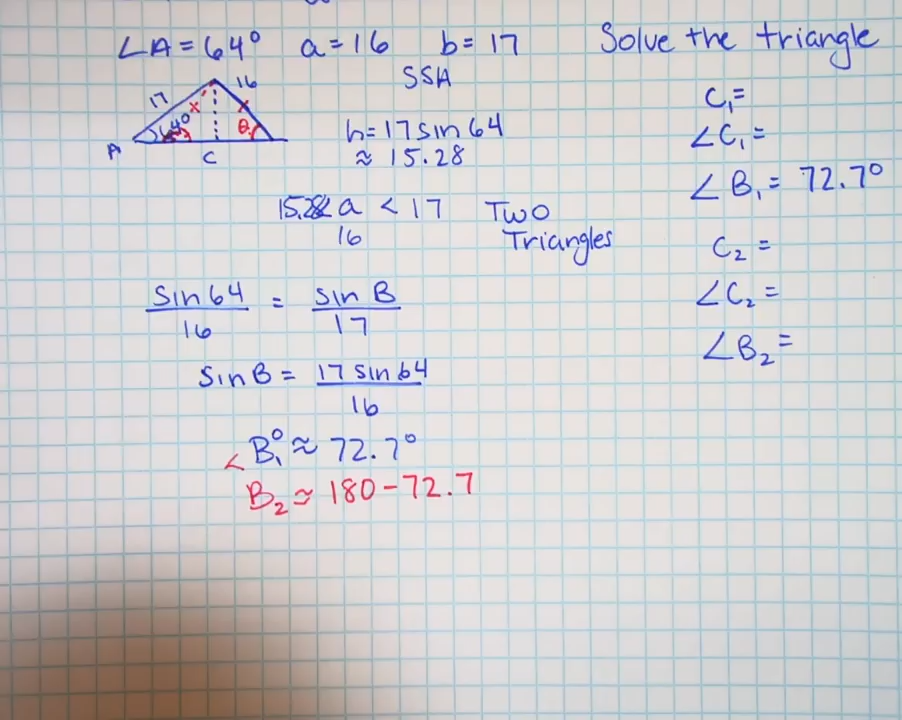 ∠A = 64° a = 16 b = 17 Solve the triangle
SSA
17 16
64° θ
A C
h = 17 sin 64
≈ 15.28
15.28 < a < 17 Two
16 Triangles
sin 64 / 16 = sin B / 17
sin B = 17 sin 64 / 16
∠B₁° ≈ 72.7°
B₂ ≈ 180 - 72.7
C₁ =
∠C₁ =
∠B₁ = 72.7°
C₂ =
∠C₂ =
∠B₂ =